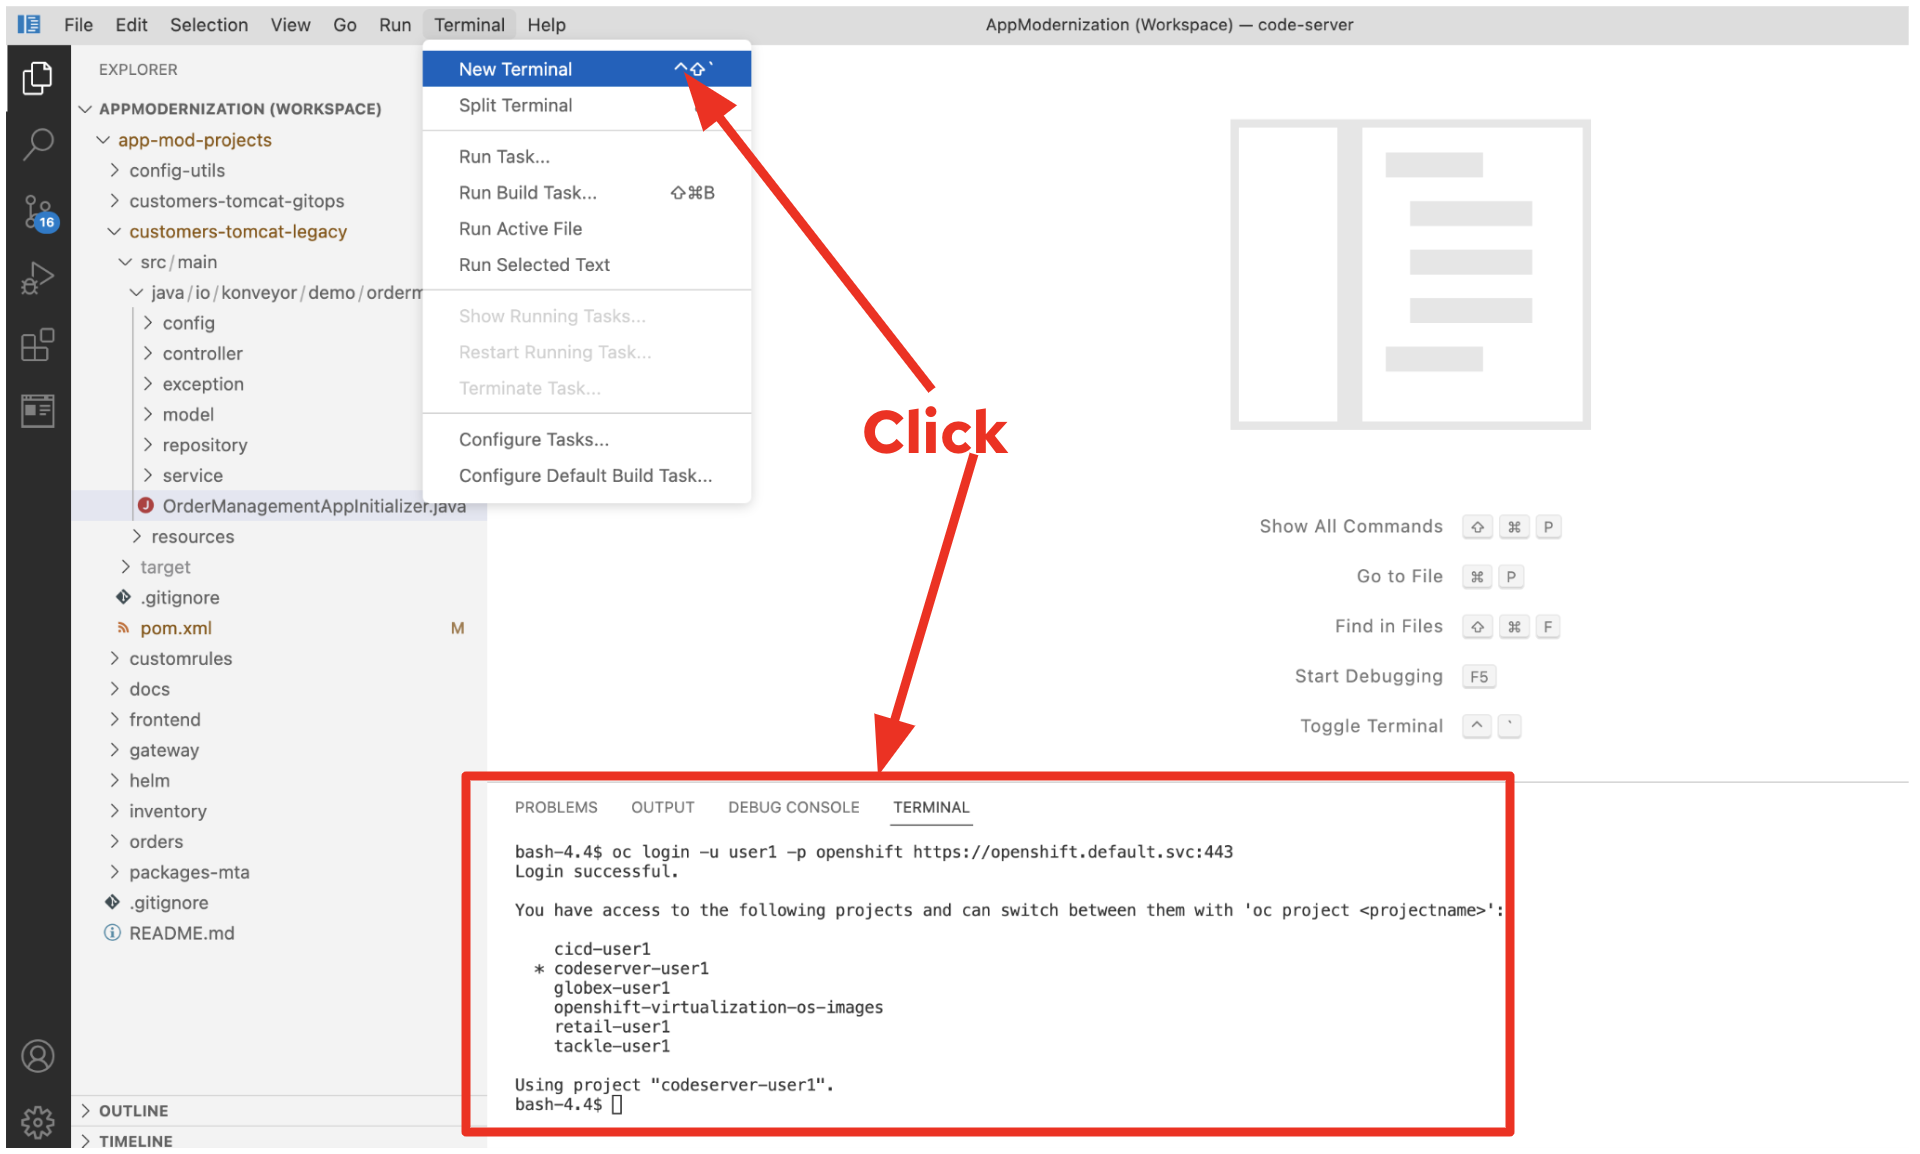 File Edit Selection View Go Run Terminal Help
AppModernization (Workspace) — code-server
EXPLORER
APPMODERNIZATION (WORKSPACE)
app-mod-projects
config-utils
customers-tomcat-gitops
customers-tomcat-legacy
src/main
java/io/konveyor/demo/orderm
config
controller
exception
model
repository
service
OrderManagementAppInitializer.java
resources
target
.gitignore
pom.xml M
customrules
docs
frontend
gateway
helm
inventory
orders
packages-mta
.gitignore
README.md
OUTLINE
TIMELINE
16
New Terminal ^⇧`
Split Terminal
Run Task...
Run Build Task... ⇧⌘B
Run Active File
Run Selected Text
Show Running Tasks...
Restart Running Task...
Terminate Task...
Configure Tasks...
Configure Default Build Task...
Click
Show All Commands ⇧ ⌘ P
Go to File ⌘ P
Find in Files ⇧ ⌘ F
Start Debugging F5
Toggle Terminal ^ `
PROBLEMS OUTPUT DEBUG CONSOLE TERMINAL
bash-4.4$ oc login -u user1 -p openshift https://openshift.default.svc:443
Login successful.
You have access to the following projects and can switch between them with 'oc project <projectname>':
cicd-user1
* codeserver-user1
globex-user1
openshift-virtualization-os-images
retail-user1
tackle-user1
Using project "codeserver-user1".
bash-4.4$